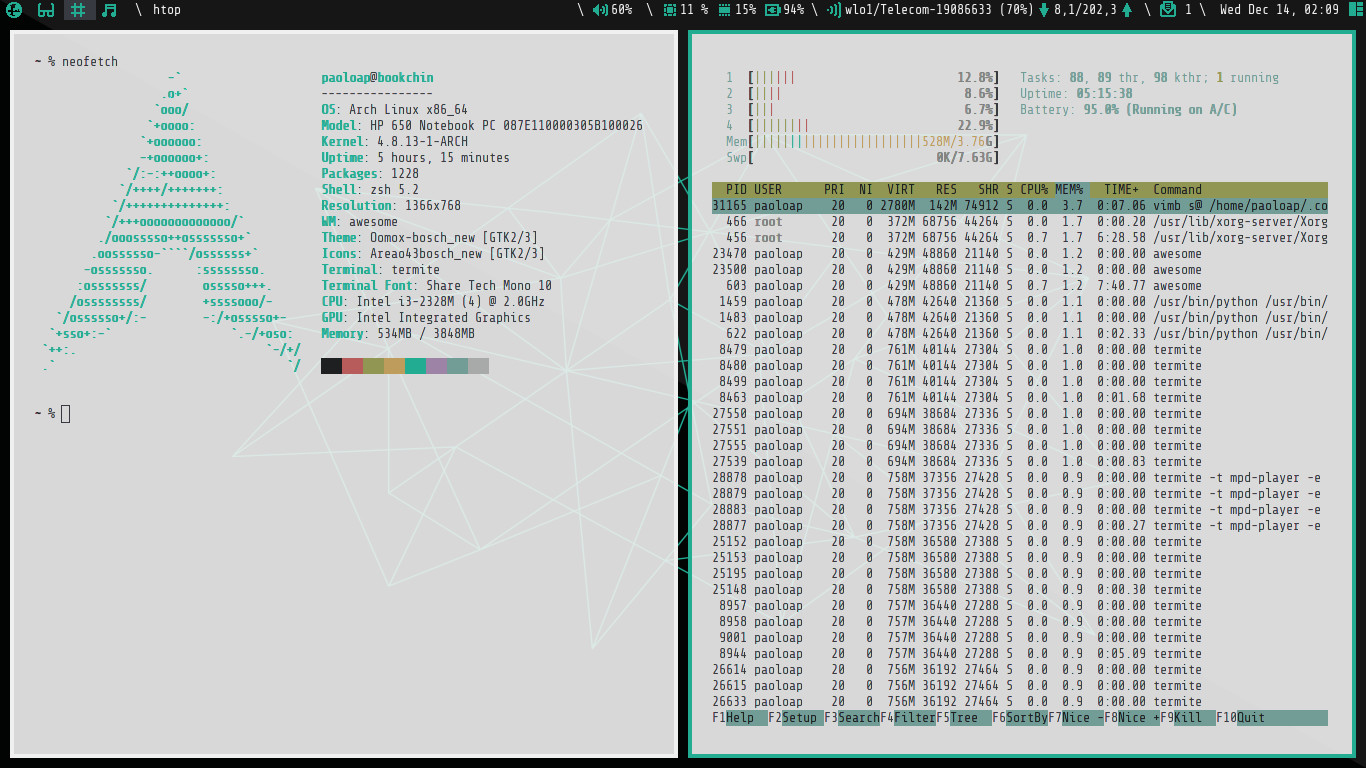 \ htop \ 60% \ 11 % 15% 94% \ wlo1/Telecom-19086633 (70%) 8,1/202,3 \ 1 \ Wed Dec 14, 02:09
~ % neofetch
-`
.o+`
`ooo/
`+oooo:
`+oooooo:
-+oooooo+:
`/:-:++oooo+:
`/++++/+++++++:
`/++++++++++++++:
`/+++ooooooooooooo/`
./ooosssso++osssssso+`
.oossssso-````/ossssss+`
-osssssso. :ssssssso.
:osssssss/ osssso+++.
/ossssssss/ +ssssooo/-
`/ossssso+/:- -:/+osssso+-
`+sso+:-` `.-/+oso:
`++:. `-/+/
.` `/
paoloap@bookchin
----------------
OS: Arch Linux x86_64
Model: HP 650 Notebook PC 087E110000305B100026
Kernel: 4.8.13-1-ARCH
Uptime: 5 hours, 15 minutes
Packages: 1228
Shell: zsh 5.2
Resolution: 1366x768
WM: awesome
Theme: Oomox-bosch_new [GTK2/3]
Icons: Areao43bosch_new [GTK2/3]
Terminal: termite
Terminal Font: Share Tech Mono 10
CPU: Intel i3-2328M (4) @ 2.0GHz
GPU: Intel Integrated Graphics
Memory: 534MB / 3848MB
~ %
1 [|||||| 12.8%]
2 [|||| 8.6%]
3 [||| 6.7%]
4 [|||||||| 22.9%]
Mem[||||||||||||||||||||||||528M/3.76G]
Swp[ 0K/7.63G]
Tasks: 88, 89 thr, 98 kthr; 1 running
Uptime: 05:15:38
Battery: 95.0% (Running on A/C)
PID USER PRI NI VIRT RES SHR S CPU% MEM% TIME+ Command
31165 paoloap 20 0 2780M 142M 74912 S 0.0 3.7 0:07.06 vimb s@ /home/paoloap/.co
466 root 20 0 372M 68756 44264 S 0.0 1.7 0:00.20 /usr/lib/xorg-server/Xorg
456 root 20 0 372M 68756 44264 S 0.7 1.7 6:28.58 /usr/lib/xorg-server/Xorg
23470 paoloap 20 0 429M 48860 21140 S 0.0 1.2 0:00.00 awesome
23500 paoloap 20 0 429M 48860 21140 S 0.0 1.2 0:00.00 awesome
603 paoloap 20 0 429M 48860 21140 S 0.7 1.2 7:40.77 awesome
1459 paoloap 20 0 478M 42640 21360 S 0.0 1.1 0:00.00 /usr/bin/python /usr/bin/
1483 paoloap 20 0 478M 42640 21360 S 0.0 1.1 0:00.00 /usr/bin/python /usr/bin/
622 paoloap 20 0 478M 42640 21360 S 0.0 1.1 0:02.33 /usr/bin/python /usr/bin/
8479 paoloap 20 0 761M 40144 27304 S 0.0 1.0 0:00.00 termite
8480 paoloap 20 0 761M 40144 27304 S 0.0 1.0 0:00.00 termite
8499 paoloap 20 0 761M 40144 27304 S 0.0 1.0 0:00.00 termite
8463 paoloap 20 0 761M 40144 27304 S 0.0 1.0 0:01.68 termite
27550 paoloap 20 0 694M 38684 27336 S 0.0 1.0 0:00.00 termite
27551 paoloap 20 0 694M 38684 27336 S 0.0 1.0 0:00.00 termite
27555 paoloap 20 0 694M 38684 27336 S 0.0 1.0 0:00.00 termite
27539 paoloap 20 0 694M 38684 27336 S 0.0 1.0 0:00.83 termite
28878 paoloap 20 0 758M 37356 27428 S 0.0 0.9 0:00.00 termite -t mpd-player -e
28879 paoloap 20 0 758M 37356 27428 S 0.0 0.9 0:00.00 termite -t mpd-player -e
28883 paoloap 20 0 758M 37356 27428 S 0.0 0.9 0:00.00 termite -t mpd-player -e
28877 paoloap 20 0 758M 37356 27428 S 0.0 0.9 0:00.27 termite -t mpd-player -e
25152 paoloap 20 0 758M 36580 27388 S 0.0 0.9 0:00.00 termite
25153 paoloap 20 0 758M 36580 27388 S 0.0 0.9 0:00.00 termite
25195 paoloap 20 0 758M 36580 27388 S 0.0 0.9 0:00.00 termite
25148 paoloap 20 0 758M 36580 27388 S 0.0 0.9 0:00.30 termite
8957 paoloap 20 0 757M 36440 27288 S 0.0 0.9 0:00.00 termite
8958 paoloap 20 0 757M 36440 27288 S 0.0 0.9 0:00.00 termite
9001 paoloap 20 0 757M 36440 27288 S 0.0 0.9 0:00.00 termite
8944 paoloap 20 0 757M 36440 27288 S 0.0 0.9 0:05.09 termite
26614 paoloap 20 0 756M 36192 27464 S 0.0 0.9 0:00.00 termite
26615 paoloap 20 0 756M 36192 27464 S 0.0 0.9 0:00.00 termite
26633 paoloap 20 0 756M 36192 27464 S 0.0 0.9 0:00.00 termite
F1Help F2Setup F3SearchF4FilterF5Tree F6SortByF7Nice -F8Nice +F9Kill F10Quit